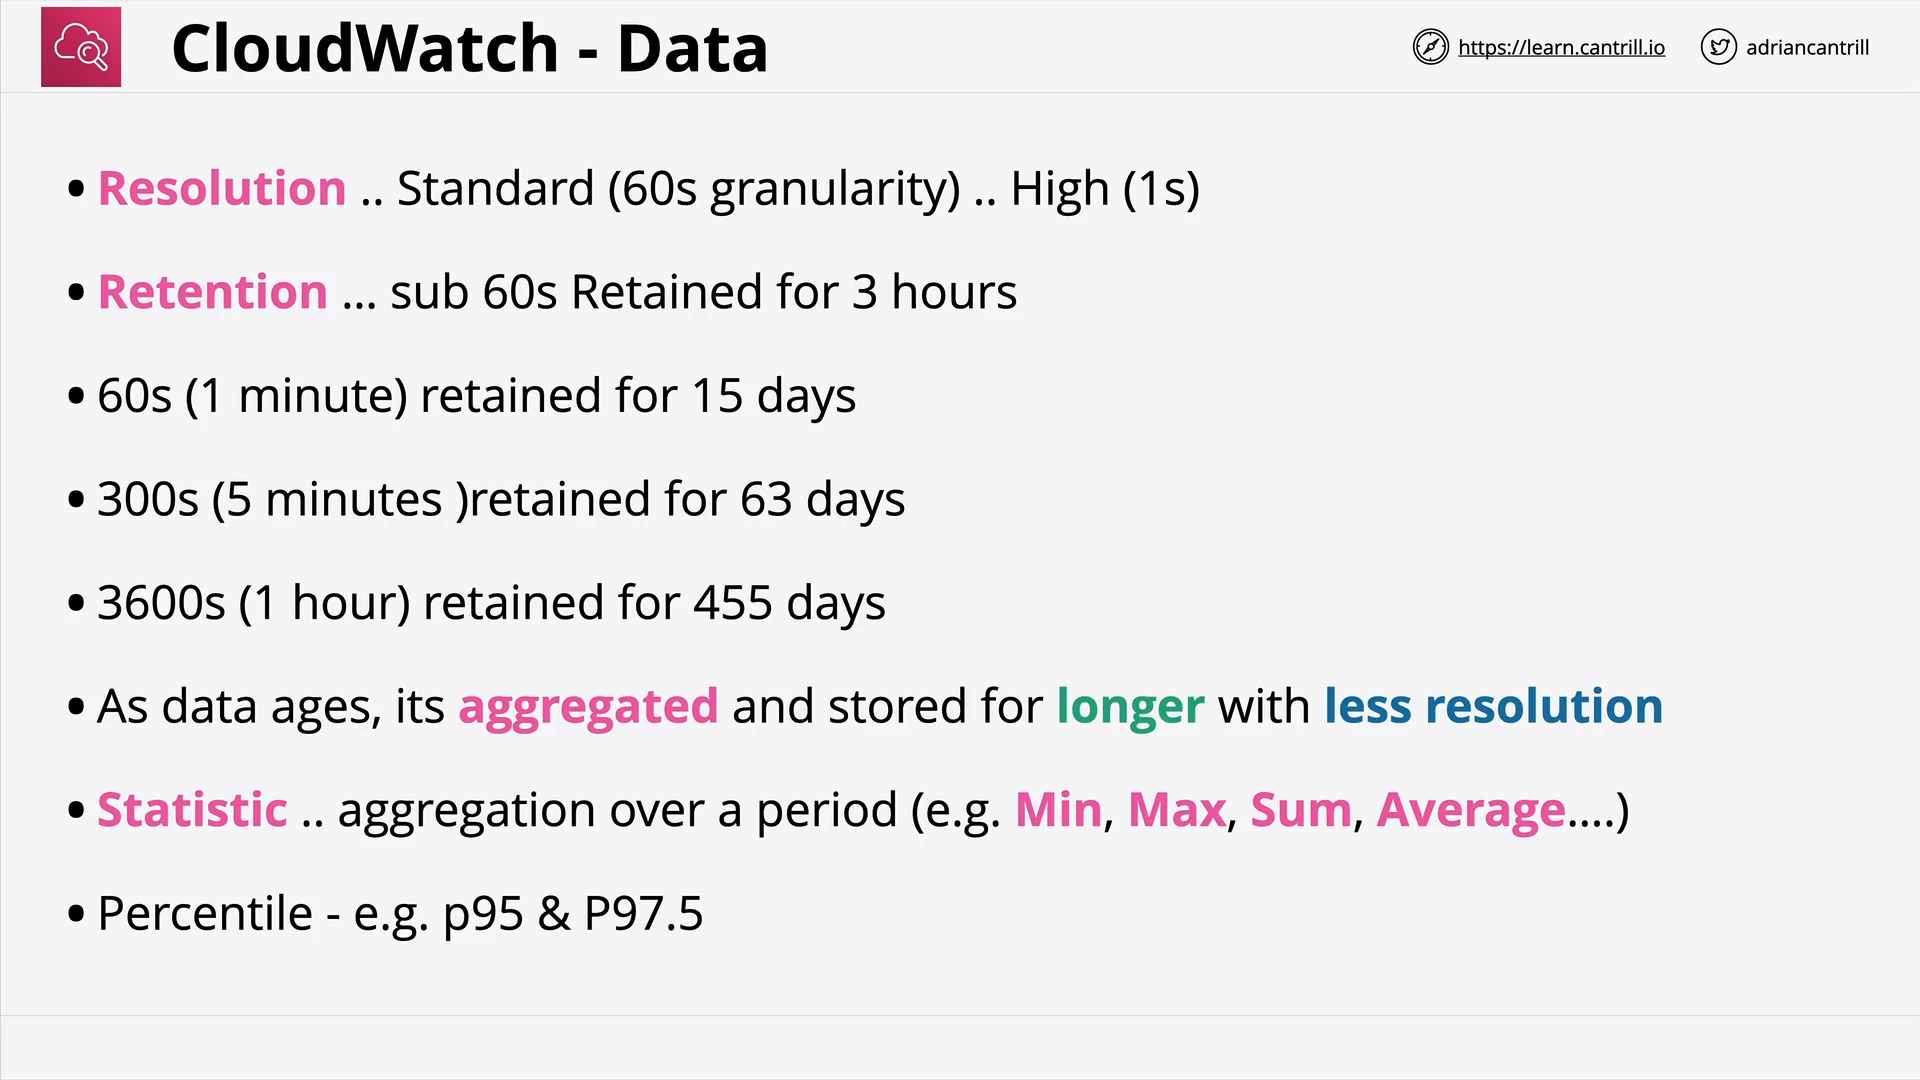 CloudWatch - Data
https://learn.cantrill.io
adriancantrill
• Resolution .. Standard (60s granularity) .. High (1s)
• Retention ... sub 60s Retained for 3 hours
• 60s (1 minute) retained for 15 days
• 300s (5 minutes )retained for 63 days
• 3600s (1 hour) retained for 455 days
• As data ages, its aggregated and stored for longer with less resolution
• Statistic .. aggregation over a period (e.g. Min, Max, Sum, Average....)
• Percentile - e.g. p95 & P97.5